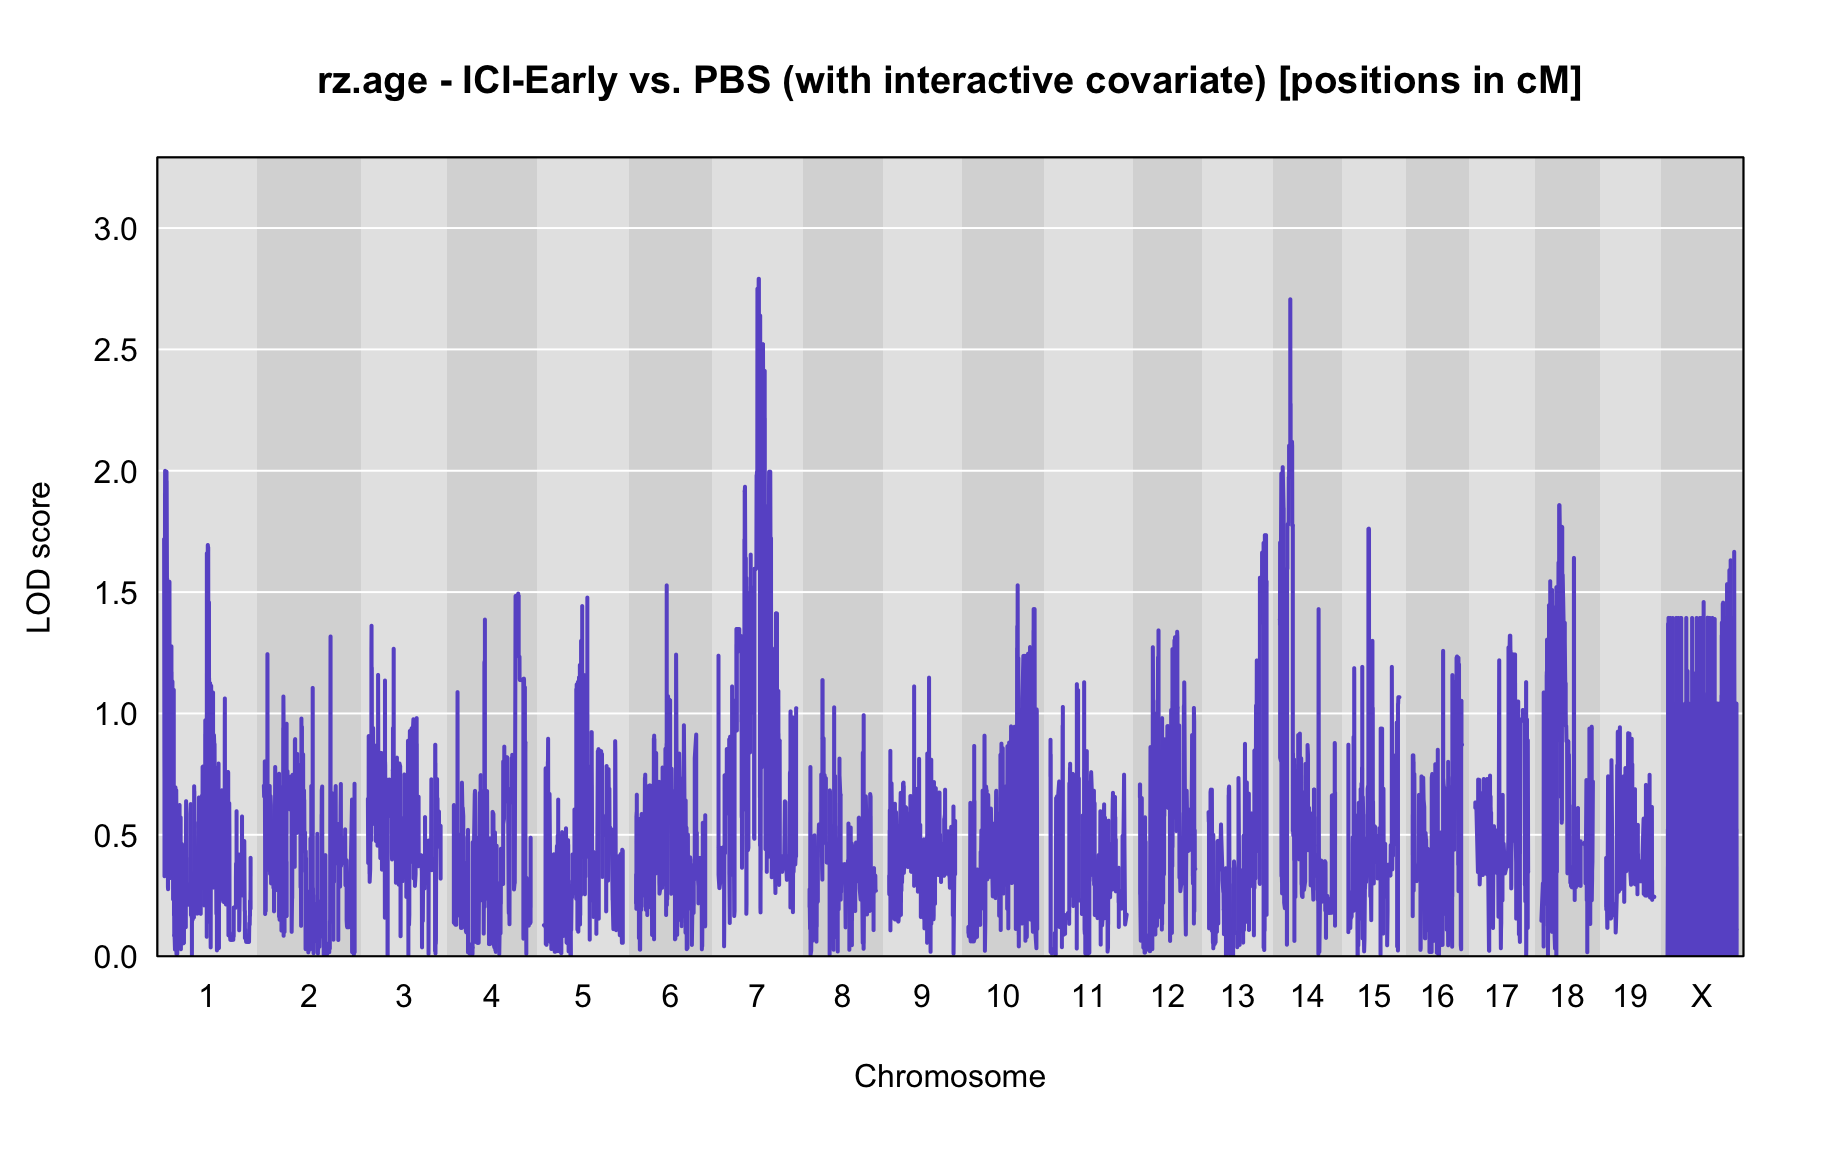 rz.age - ICI-Early vs. PBS (with interactive covariate) [positions in cM]
3.0
2.5
2.0
1.5
1.0
0.5
0.0
LOD score
1 2 3 4 5 6 7 8 9 10 11 12 13 14 15 16 17 18 19 X
Chromosome